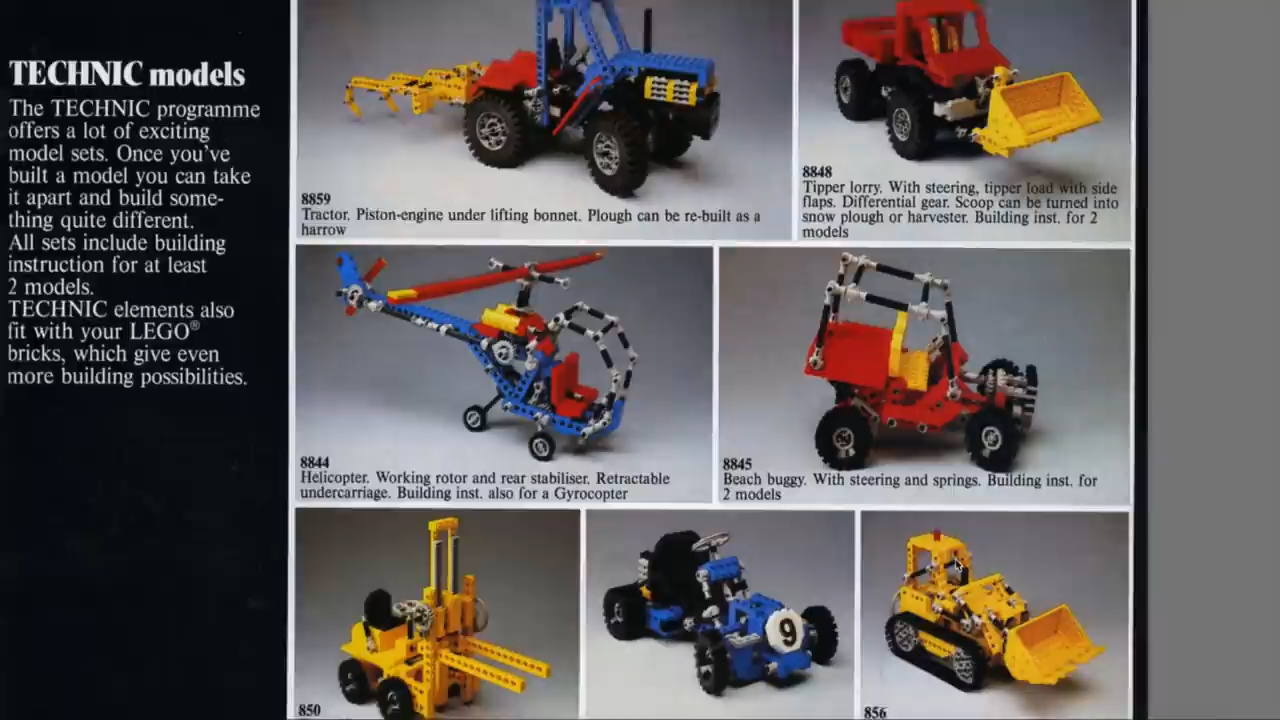 TECHNIC models
The TECHNIC programme
offers a lot of exciting
model sets. Once you've
built a model you can take
it apart and build some-
thing quite different.
All sets include building
instruction for at least
2 models.
TECHNIC elements also
fit with your LEGO®
bricks, which give even
more building possibilities.
8859
Tractor. Piston-engine under lifting bonnet. Plough can be re-built as a
harrow
8848
Tipper lorry. With steering, tipper load with side
flaps. Differential gear. Scoop can be turned into
snow plough or harvester. Building inst. for 2
models
8844
Helicopter. Working rotor and rear stabiliser. Retractable
undercarriage. Building inst. also for a Gyrocopter
8845
Beach buggy. With steering and springs. Building inst. for
2 models
9
850
856